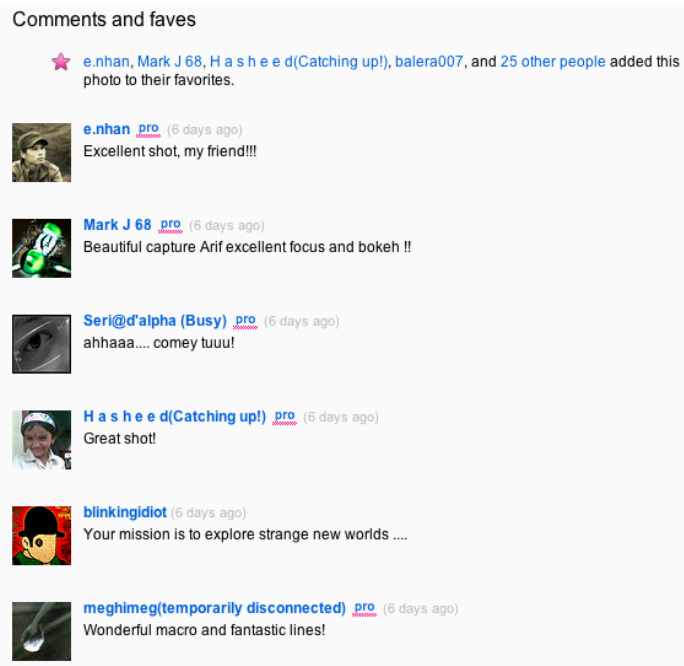 Comments and faves
e.nhan, Mark J 68, H a s h e e d(Catching up!), balera007, and 25 other people added this
photo to their favorites.
e.nhan pro (6 days ago)
Excellent shot, my friend!!!
Mark J 68 pro (6 days ago)
Beautiful capture Arif excellent focus and bokeh !!
Seri@d'alpha (Busy) pro (6 days ago)
ahhaaa.... comey tuuu!
H a s h e e d(Catching up!) pro (6 days ago)
Great shot!
blinkingidiot (6 days ago)
Your mission is to explore strange new worlds ....
meghimeg(temporarily disconnected) pro (6 days ago)
Wonderful macro and fantastic lines!